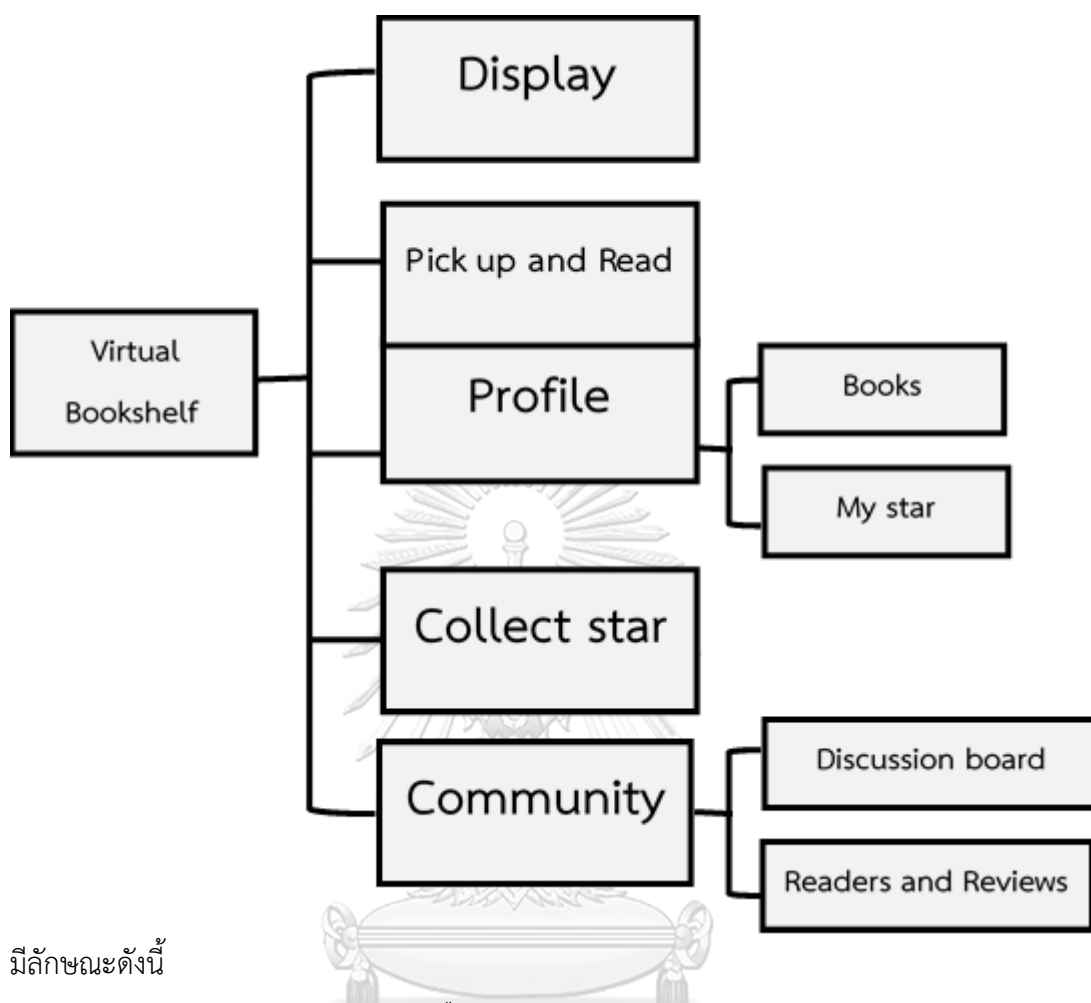 Display
Pick up and Read
Virtual
Bookshelf
Profile
Books
My star
Collect star
Community
Discussion board
Readers and Reviews
มีลักษณะดังนี้